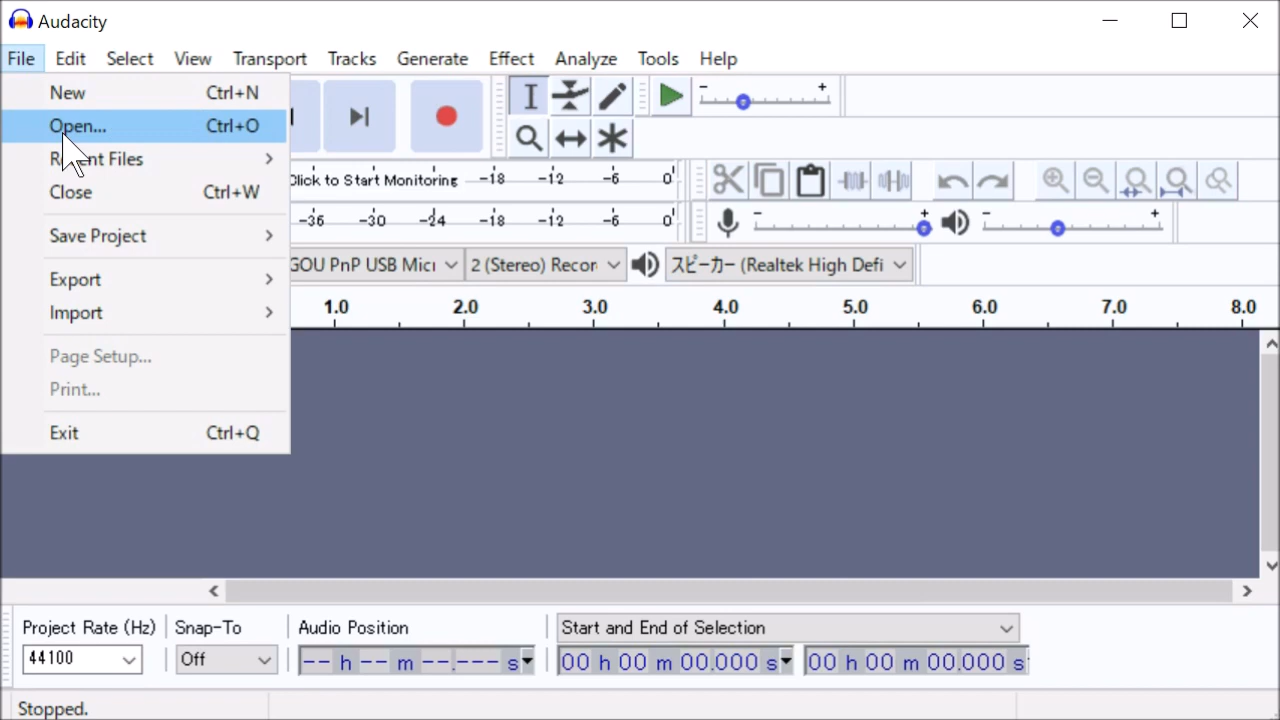 Audacity
File Edit Select View Transport Tracks Generate Effect Analyze Tools Help
New Ctrl+N
Open... Ctrl+O
Recent Files
Close Ctrl+W
Save Project
Export
Import
Page Setup...
Print...
Exit Ctrl+Q
- +
Click to Start Monitoring -18 -12 -6 0
-36 -30 -24 -18 -12 -6 0
- + - +
GOU PnP USB Micr 2 (Stereo) Recor スピーカー (Realtek High Defi
1.0 2.0 3.0 4.0 5.0 6.0 7.0 8.0
Project Rate (Hz) Snap-To Audio Position Start and End of Selection
44100 Off -- h -- m --.--- s 00 h 00 m 00.000 s 00 h 00 m 00.000 s
Stopped.